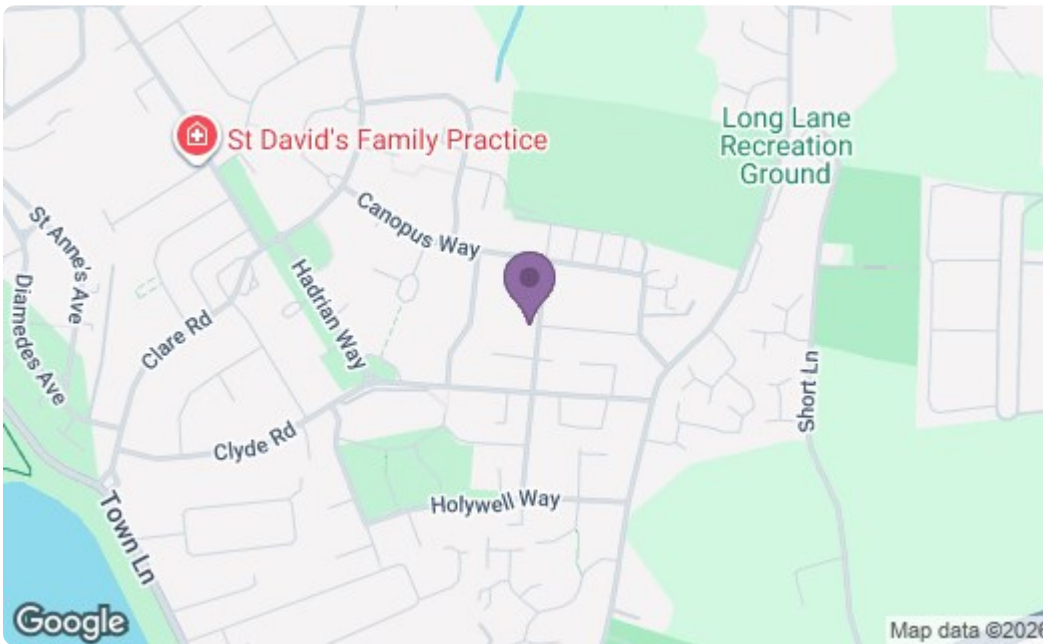 Long Lane
Recreation
Ground
St David's Family Practice
Canopus Way
St Anne's Ave
Hadrian Way
Diamedes Ave
Clare Rd
Short Ln
Clyde Rd
Holywell Way
Town Ln
Google
Map data ©2026